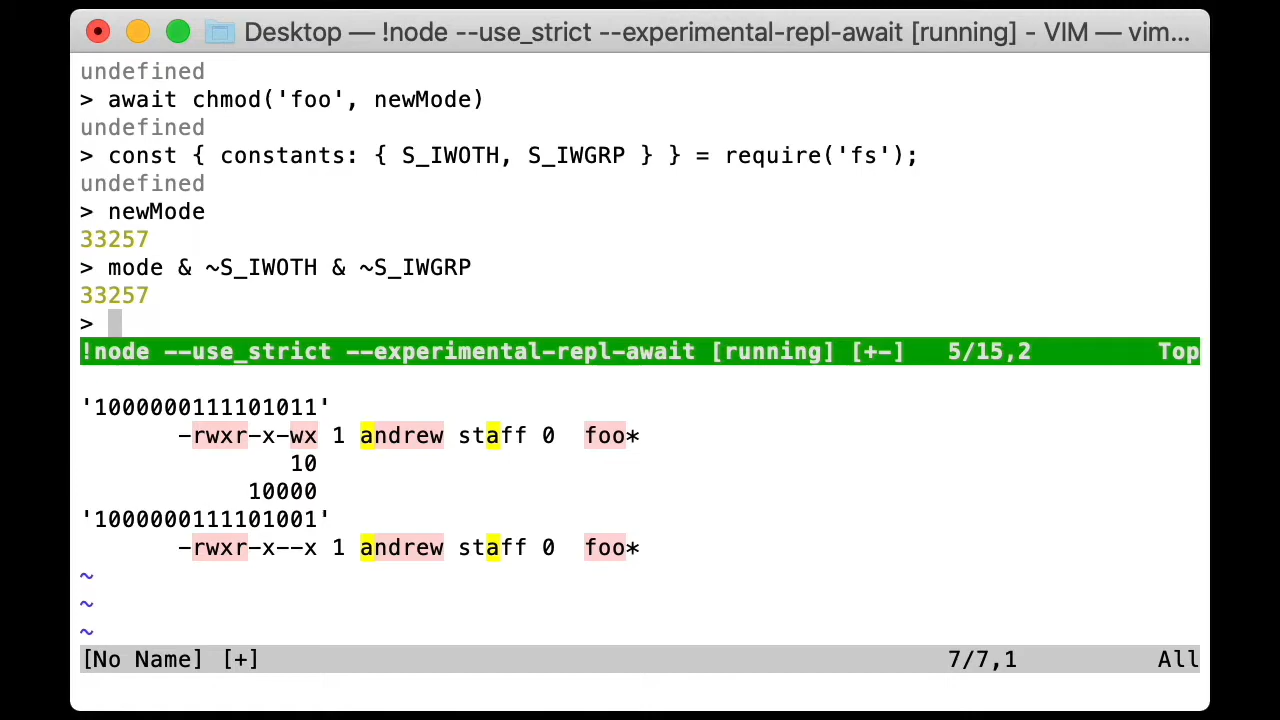 Desktop — !node --use_strict --experimental-repl-await [running] - VIM — vim...
undefined
> await chmod('foo', newMode)
undefined
> const { constants: { S_IWOTH, S_IWGRP } } = require('fs');
undefined
> newMode
33257
> mode & ~S_IWOTH & ~S_IWGRP
33257
>
!node --use_strict --experimental-repl-await [running] [+-]   5/15,2         Top
'1000000111101011'
       -rwxr-x-wx 1 andrew staff 0  foo*
               10
            10000
'1000000111101001'
       -rwxr-x--x 1 andrew staff 0  foo*
~
~
~
[No Name] [+]                                                 7/7,1          All